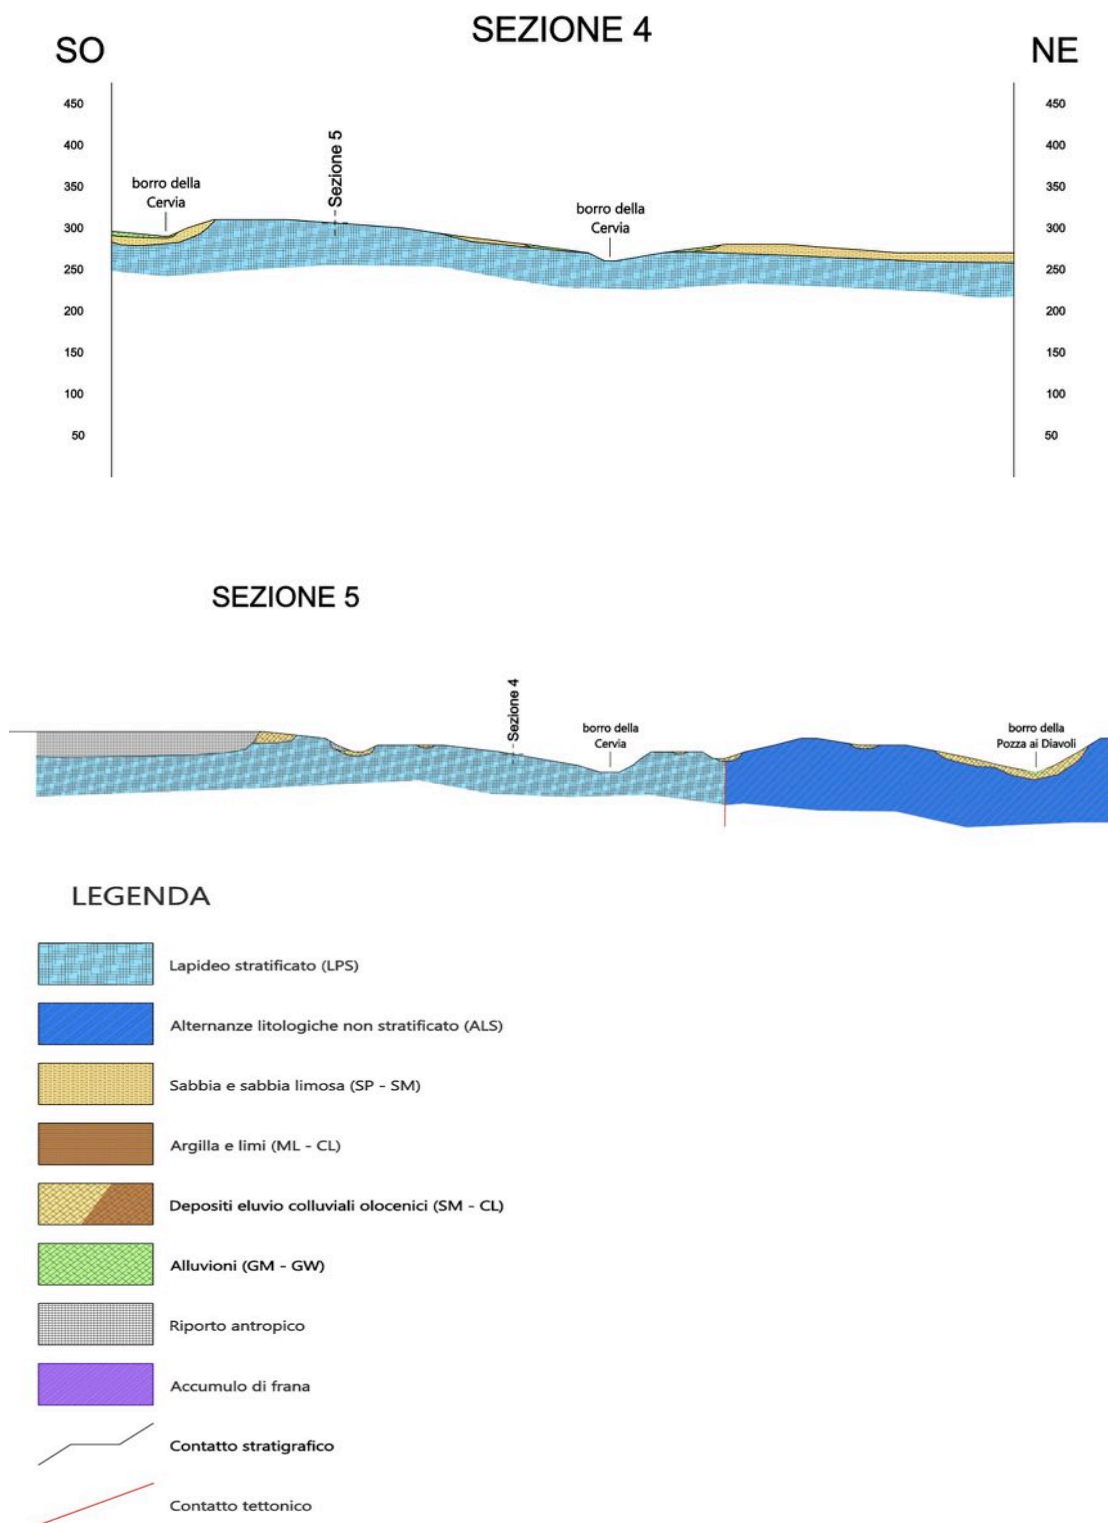 SEZIONE 4
SO
NE
450
450
400
400
350
350
300
300
250
250
200
200
150
150
100
100
50
50
borro della
Cervia
Sezione 5
borro della
Cervia
SEZIONE 5
Sezione 4
borro della
Cervia
borro della
Pozza ai Diavoli
LEGENDA
Lapideo stratificato (LPS)
Alternanze litologiche non stratificato (ALS)
Sabbia e sabbia limosa (SP - SM)
Argilla e limi (ML - CL)
Depositi eluvio colluviali olocenici (SM - CL)
Alluvioni (GM - GW)
Riporto antropico
Accumulo di frana
Contatto stratigrafico
Contatto tettonico